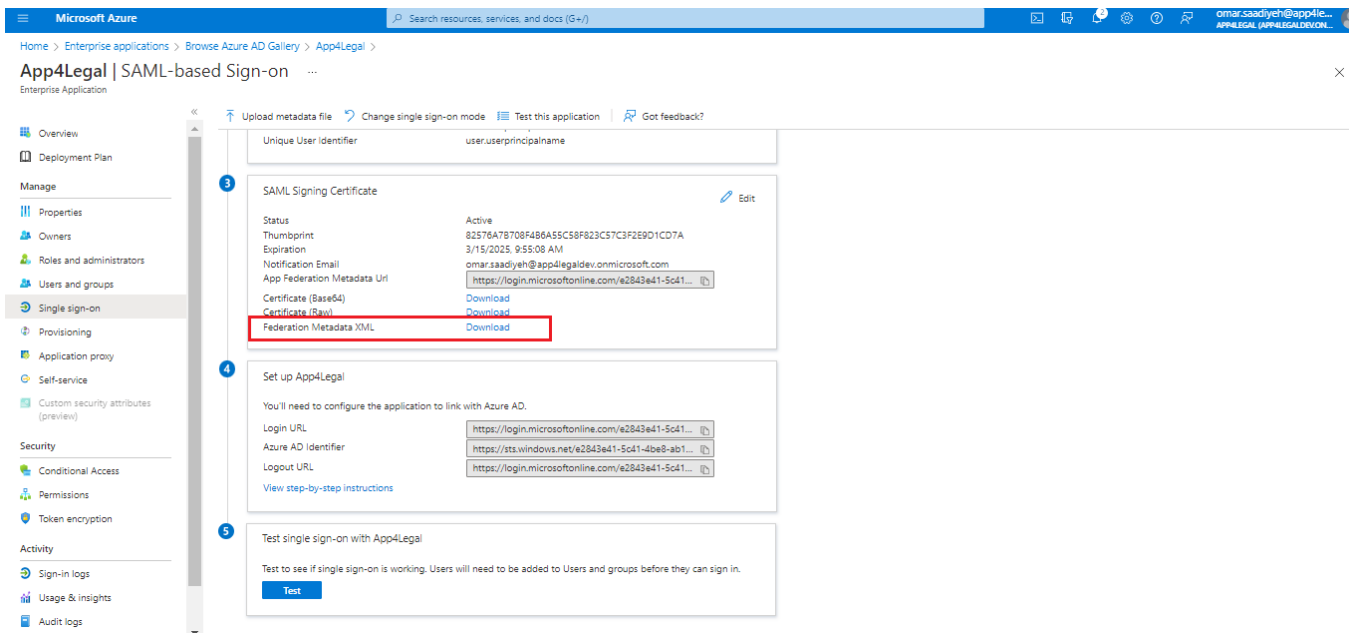 Microsoft Azure
Search resources, services, and docs (G+/)
2
omar.saadiyeh@app4le...
APP4LEGAL (APP4LEGALDEV.ON...
Home > Enterprise applications > Browse Azure AD Gallery > App4Legal >
App4Legal | SAML-based Sign-on ...
Enterprise Application
Upload metadata file
Change single sign-on mode
Test this application
Got feedback?
Overview
Deployment Plan
Manage
Properties
Owners
Roles and administrators
Users and groups
Single sign-on
Provisioning
Application proxy
Self-service
Custom security attributes
(preview)
Security
Conditional Access
Permissions
Token encryption
Activity
Sign-in logs
Usage & insights
Audit logs
Unique User Identifier user.userprincipalname
3
SAML Signing Certificate
Edit
Status Active
Thumbprint 82576A7B708F4B6A55C58F823C57C3F2E9D1CD7A
Expiration 3/15/2025, 9:55:08 AM
Notification Email omar.saadiyeh@app4legaldev.onmicrosoft.com
App Federation Metadata Url https://login.microsoftonline.com/e2843e41-5c41...
Certificate (Base64) Download
Certificate (Raw) Download
Federation Metadata XML Download
4
Set up App4Legal
You'll need to configure the application to link with Azure AD.
Login URL https://login.microsoftonline.com/e2843e41-5c41...
Azure AD Identifier https://sts.windows.net/e2843e41-5c41-4be8-ab1...
Logout URL https://login.microsoftonline.com/e2843e41-5c41...
View step-by-step instructions
5
Test single sign-on with App4Legal
Test to see if single sign-on is working. Users will need to be added to Users and groups before they can sign in.
Test